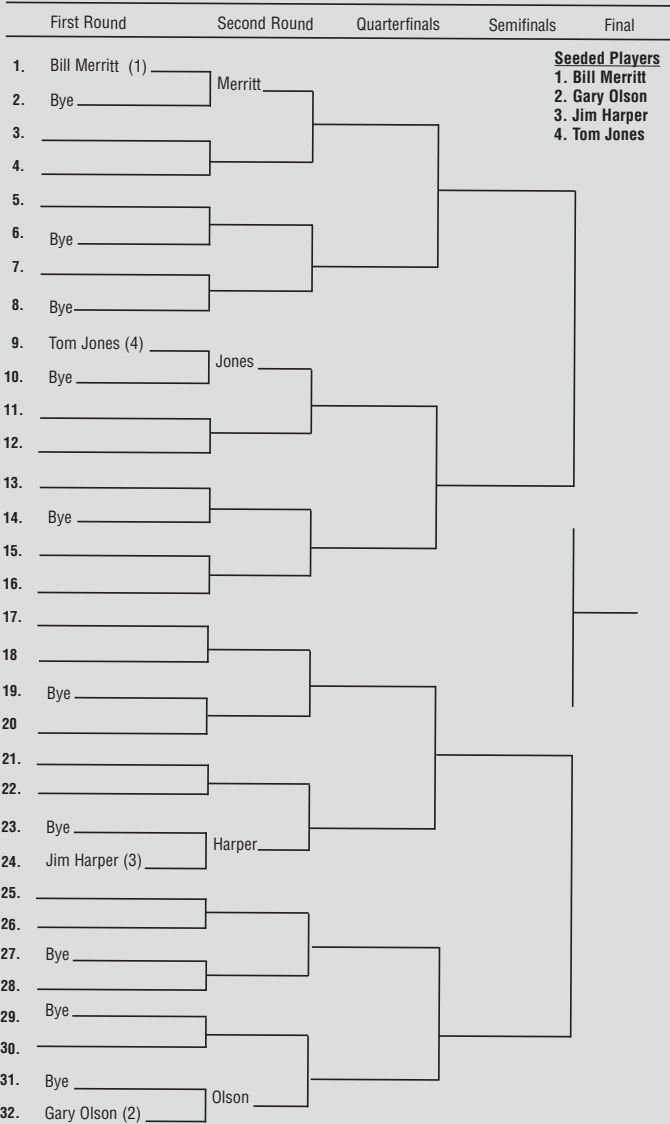 First Round Second Round Quarterfinals Semifinals Final
Seeded Players
1. Bill Merritt
2. Gary Olson
3. Jim Harper
4. Tom Jones
1. Bill Merritt (1)
Merritt
2. Bye
3.
4.
5.
6. Bye
7.
8. Bye
9. Tom Jones (4)
Jones
10. Bye
11.
12.
13.
14. Bye
15.
16.
17.
18
19. Bye
20
21.
22.
23. Bye
Harper
24. Jim Harper (3)
25.
26.
27. Bye
28.
29. Bye
30.
31. Bye
Olson
32. Gary Olson (2)